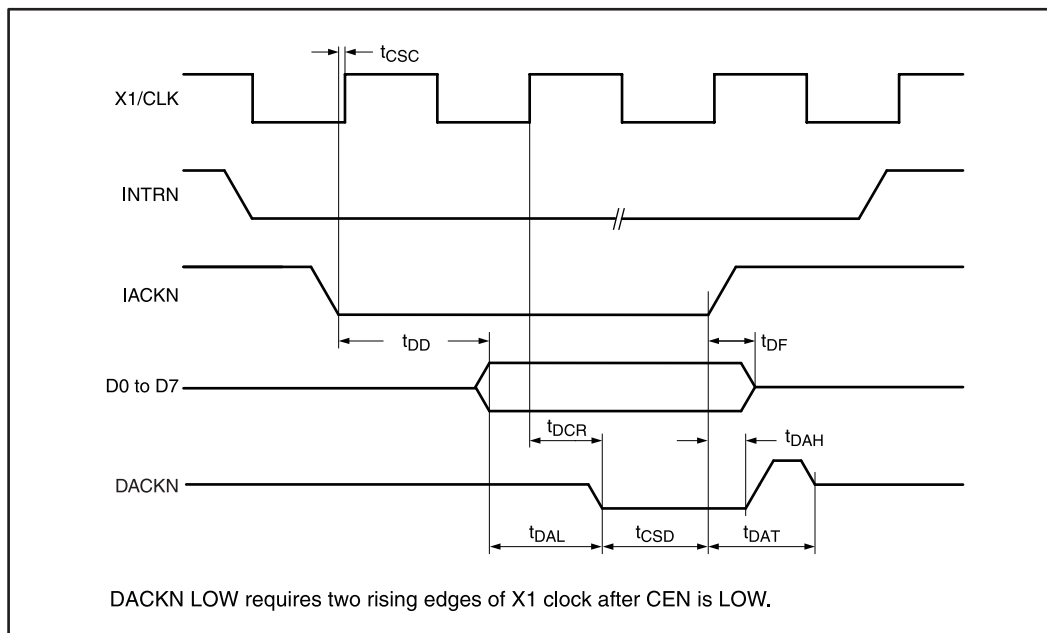 tCSC
X1/CLK
INTRN
IACKN
tDD
tDF
D0 to D7
tDCR
tDAH
DACKN
tDAL
tCSD
tDAT
DACKN LOW requires two rising edges of X1 clock after CEN is LOW.